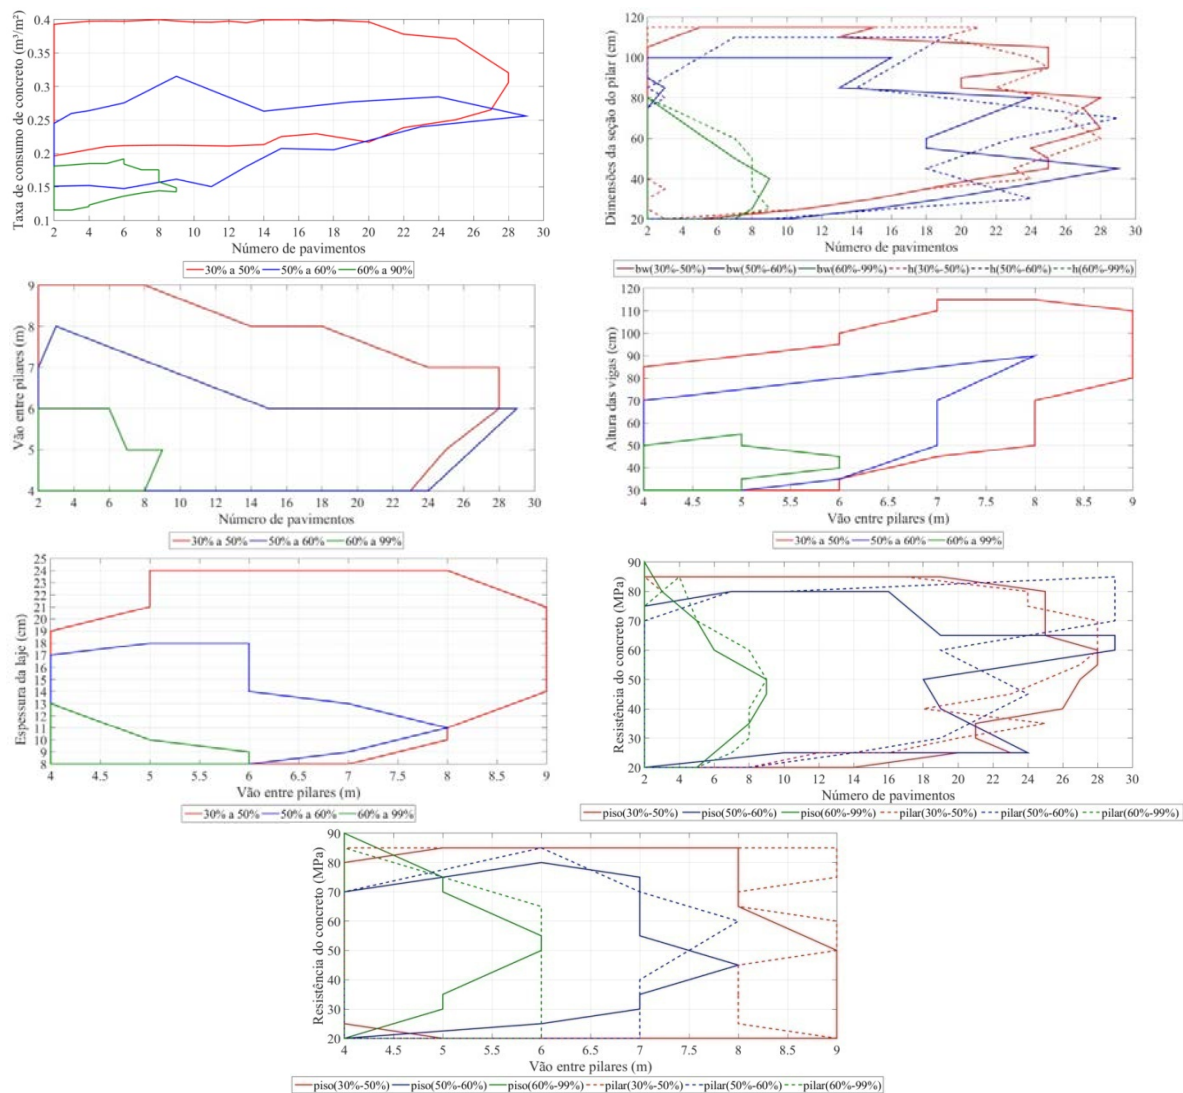 Taxa de consumo de concreto (m³/m²)
0.4
0.35
0.3
0.25
0.2
0.15
0.1
2 4 6 8 10 12 14 16 18 20 22 24 26 28 30
Número de pavimentos
30% a 50% 50% a 60% 60% a 90%
Dimensões da seção do pilar (cm)
120
100
80
60
40
20
2 4 6 8 10 12 14 16 18 20 22 24 26 28 30
Número de pavimentos
bw(30%-50%) bw(50%-60%) bw(60%-99%) h(30%-50%) h(50%-60%) h(60%-99%)
Vão entre pilares (m)
9
8
7
6
5
4
2 4 6 8 10 12 14 16 18 20 22 24 26 28 30
Número de pavimentos
30% a 50% 50% a 60% 60% a 99%
Altura das vigas (cm)
120
110
100
90
80
70
60
50
40
30
4 4.5 5 5.5 6 6.5 7 7.5 8 8.5 9
Vão entre pilares (m)
30% a 50% 50% a 60% 60% a 99%
Espessura da laje (cm)
25
24
23
22
21
20
19
18
17
16
15
14
13
12
11
10
9
8
4 4.5 5 5.5 6 6.5 7 7.5 8 8.5 9
Vão entre pilares (m)
30% a 50% 50% a 60% 60% a 99%
Resistência do concreto (MPa)
90
80
70
60
50
40
30
20
2 4 6 8 10 12 14 16 18 20 22 24 26 28 30
Número de pavimentos
piso(30%-50%) piso(50%-60%) piso(60%-99%) pilar(30%-50%) pilar(50%-60%) pilar(60%-99%)
Resistência do concreto (MPa)
90
80
70
60
50
40
30
20
4 4.5 5 5.5 6 6.5 7 7.5 8 8.5 9
Vão entre pilares (m)
piso(30%-50%) piso(50%-60%) piso(60%-99%) pilar(30%-50%) pilar(50%-60%) pilar(60%-99%)